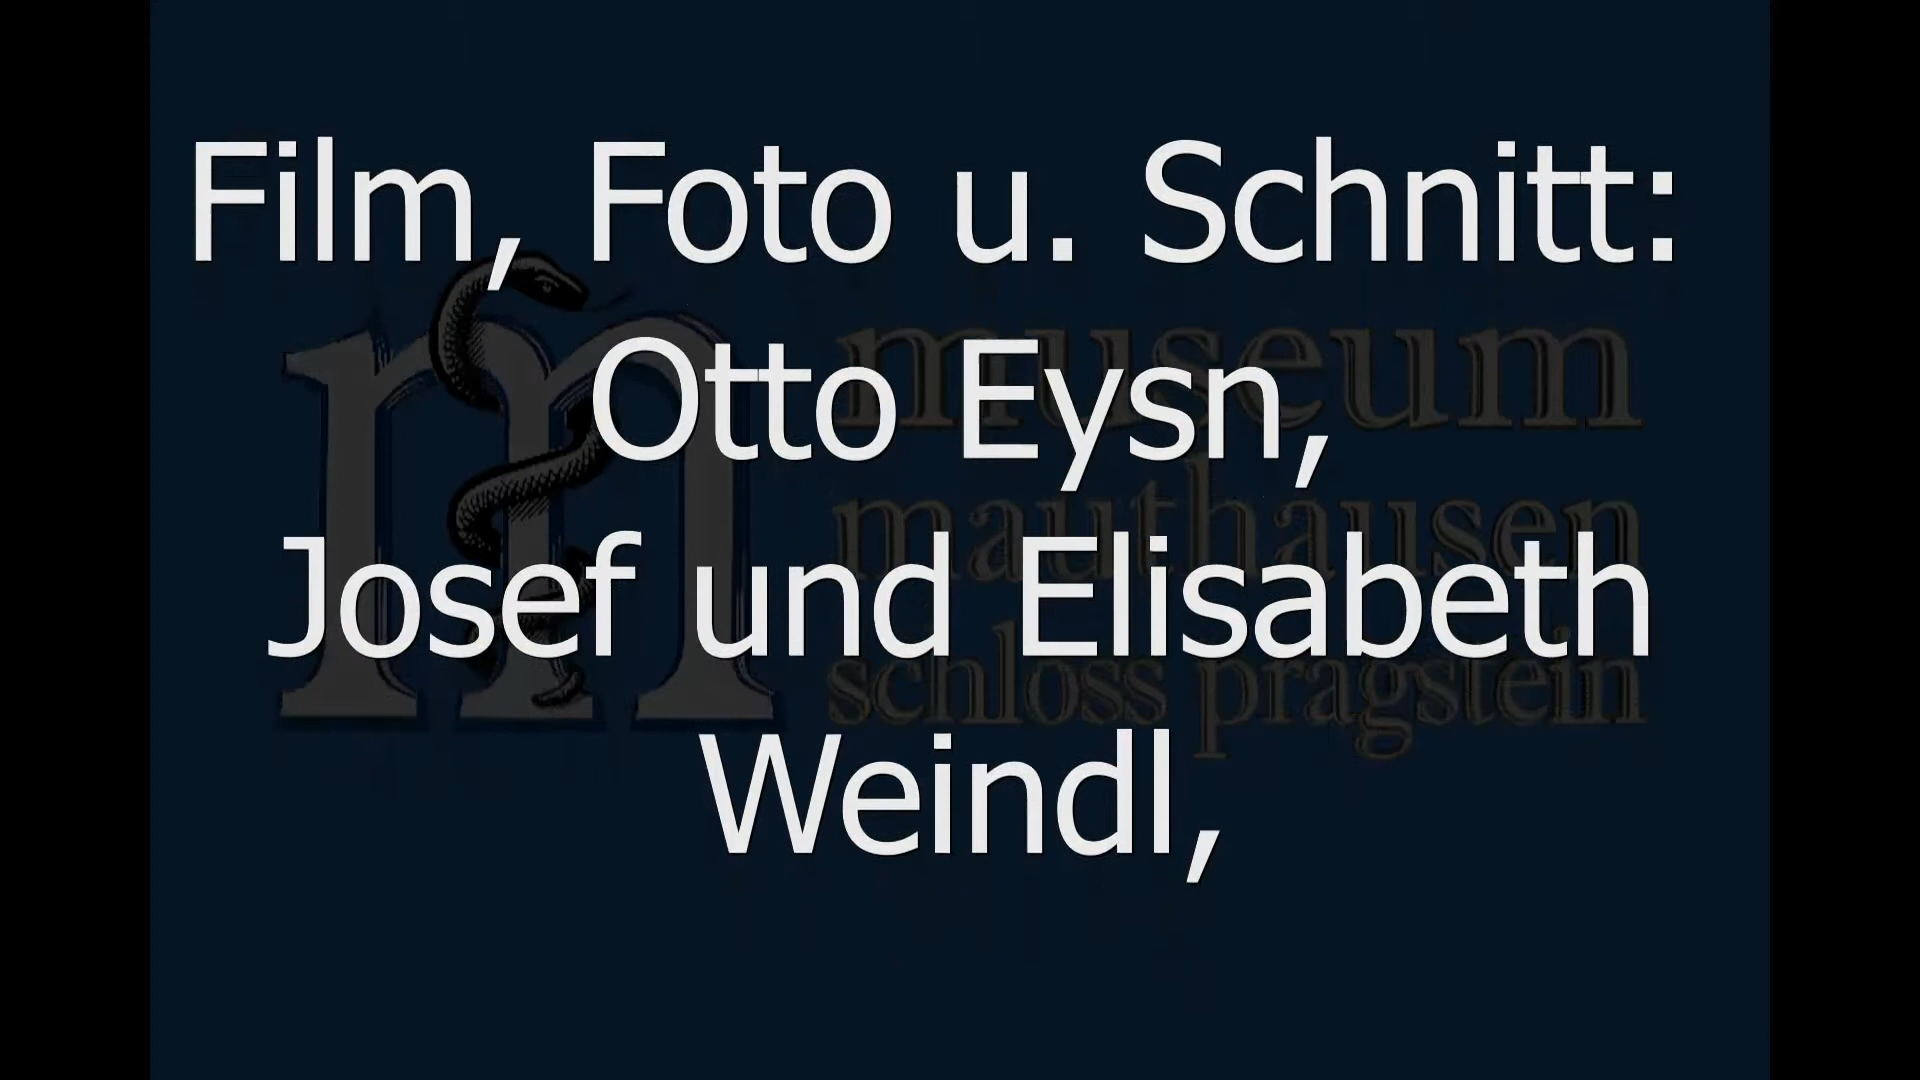 Film, Foto u. Schnitt:
Otto Eysn,
Josef und Elisabeth
Weindl,
m museum
mauthausen
schloss pragstein